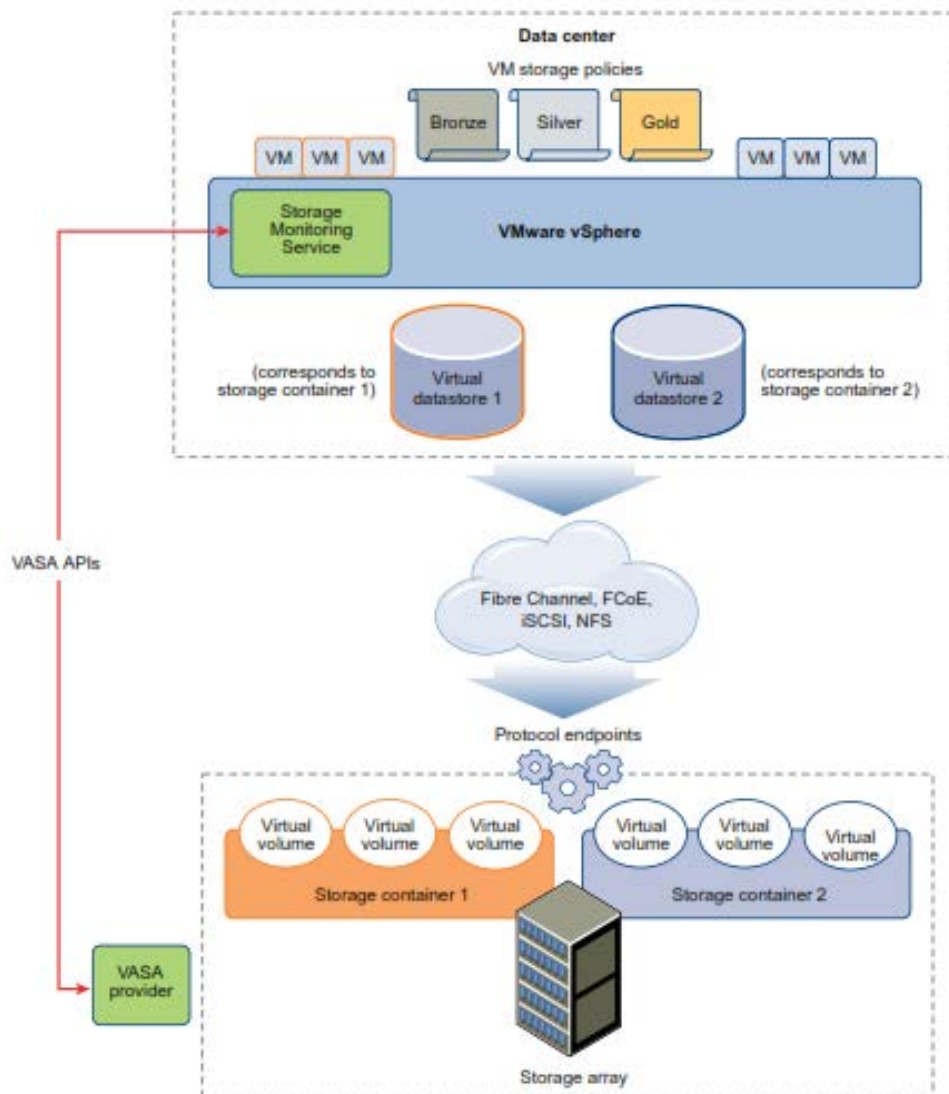 Data center
VM storage policies
Bronze
Silver
Gold
VM VM VM
VM VM VM
Storage
Monitoring
Service
VMware vSphere
(corresponds to
storage container 1)
Virtual
datastore 1
Virtual
datastore 2
(corresponds to
storage container 2)
VASA APIs
Fibre Channel, FCoE,
iSCSI, NFS
Protocol endpoints
Virtual
volume
Virtual
volume
Virtual
volume
Storage container 1
Virtual
volume
Virtual
volume
Virtual
volume
Storage container 2
VASA
provider
Storage array